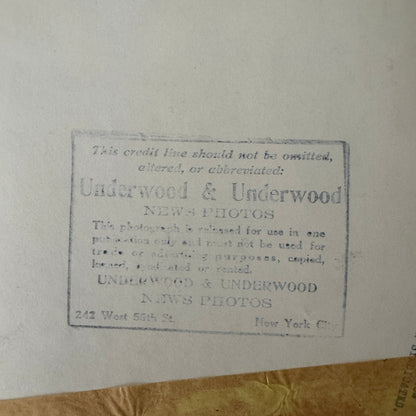 This credit line should not be omitted,
altered, or abbreviated:
Underwood & Underwood
NEWS PHOTOS
This photograph is released for use in one
publication only and must not be used for
trade or advertising purposes, copied,
loaned, syndicated or rented.
UNDERWOOD & UNDERWOOD
NEWS PHOTOS
242 West 55th St. New York City